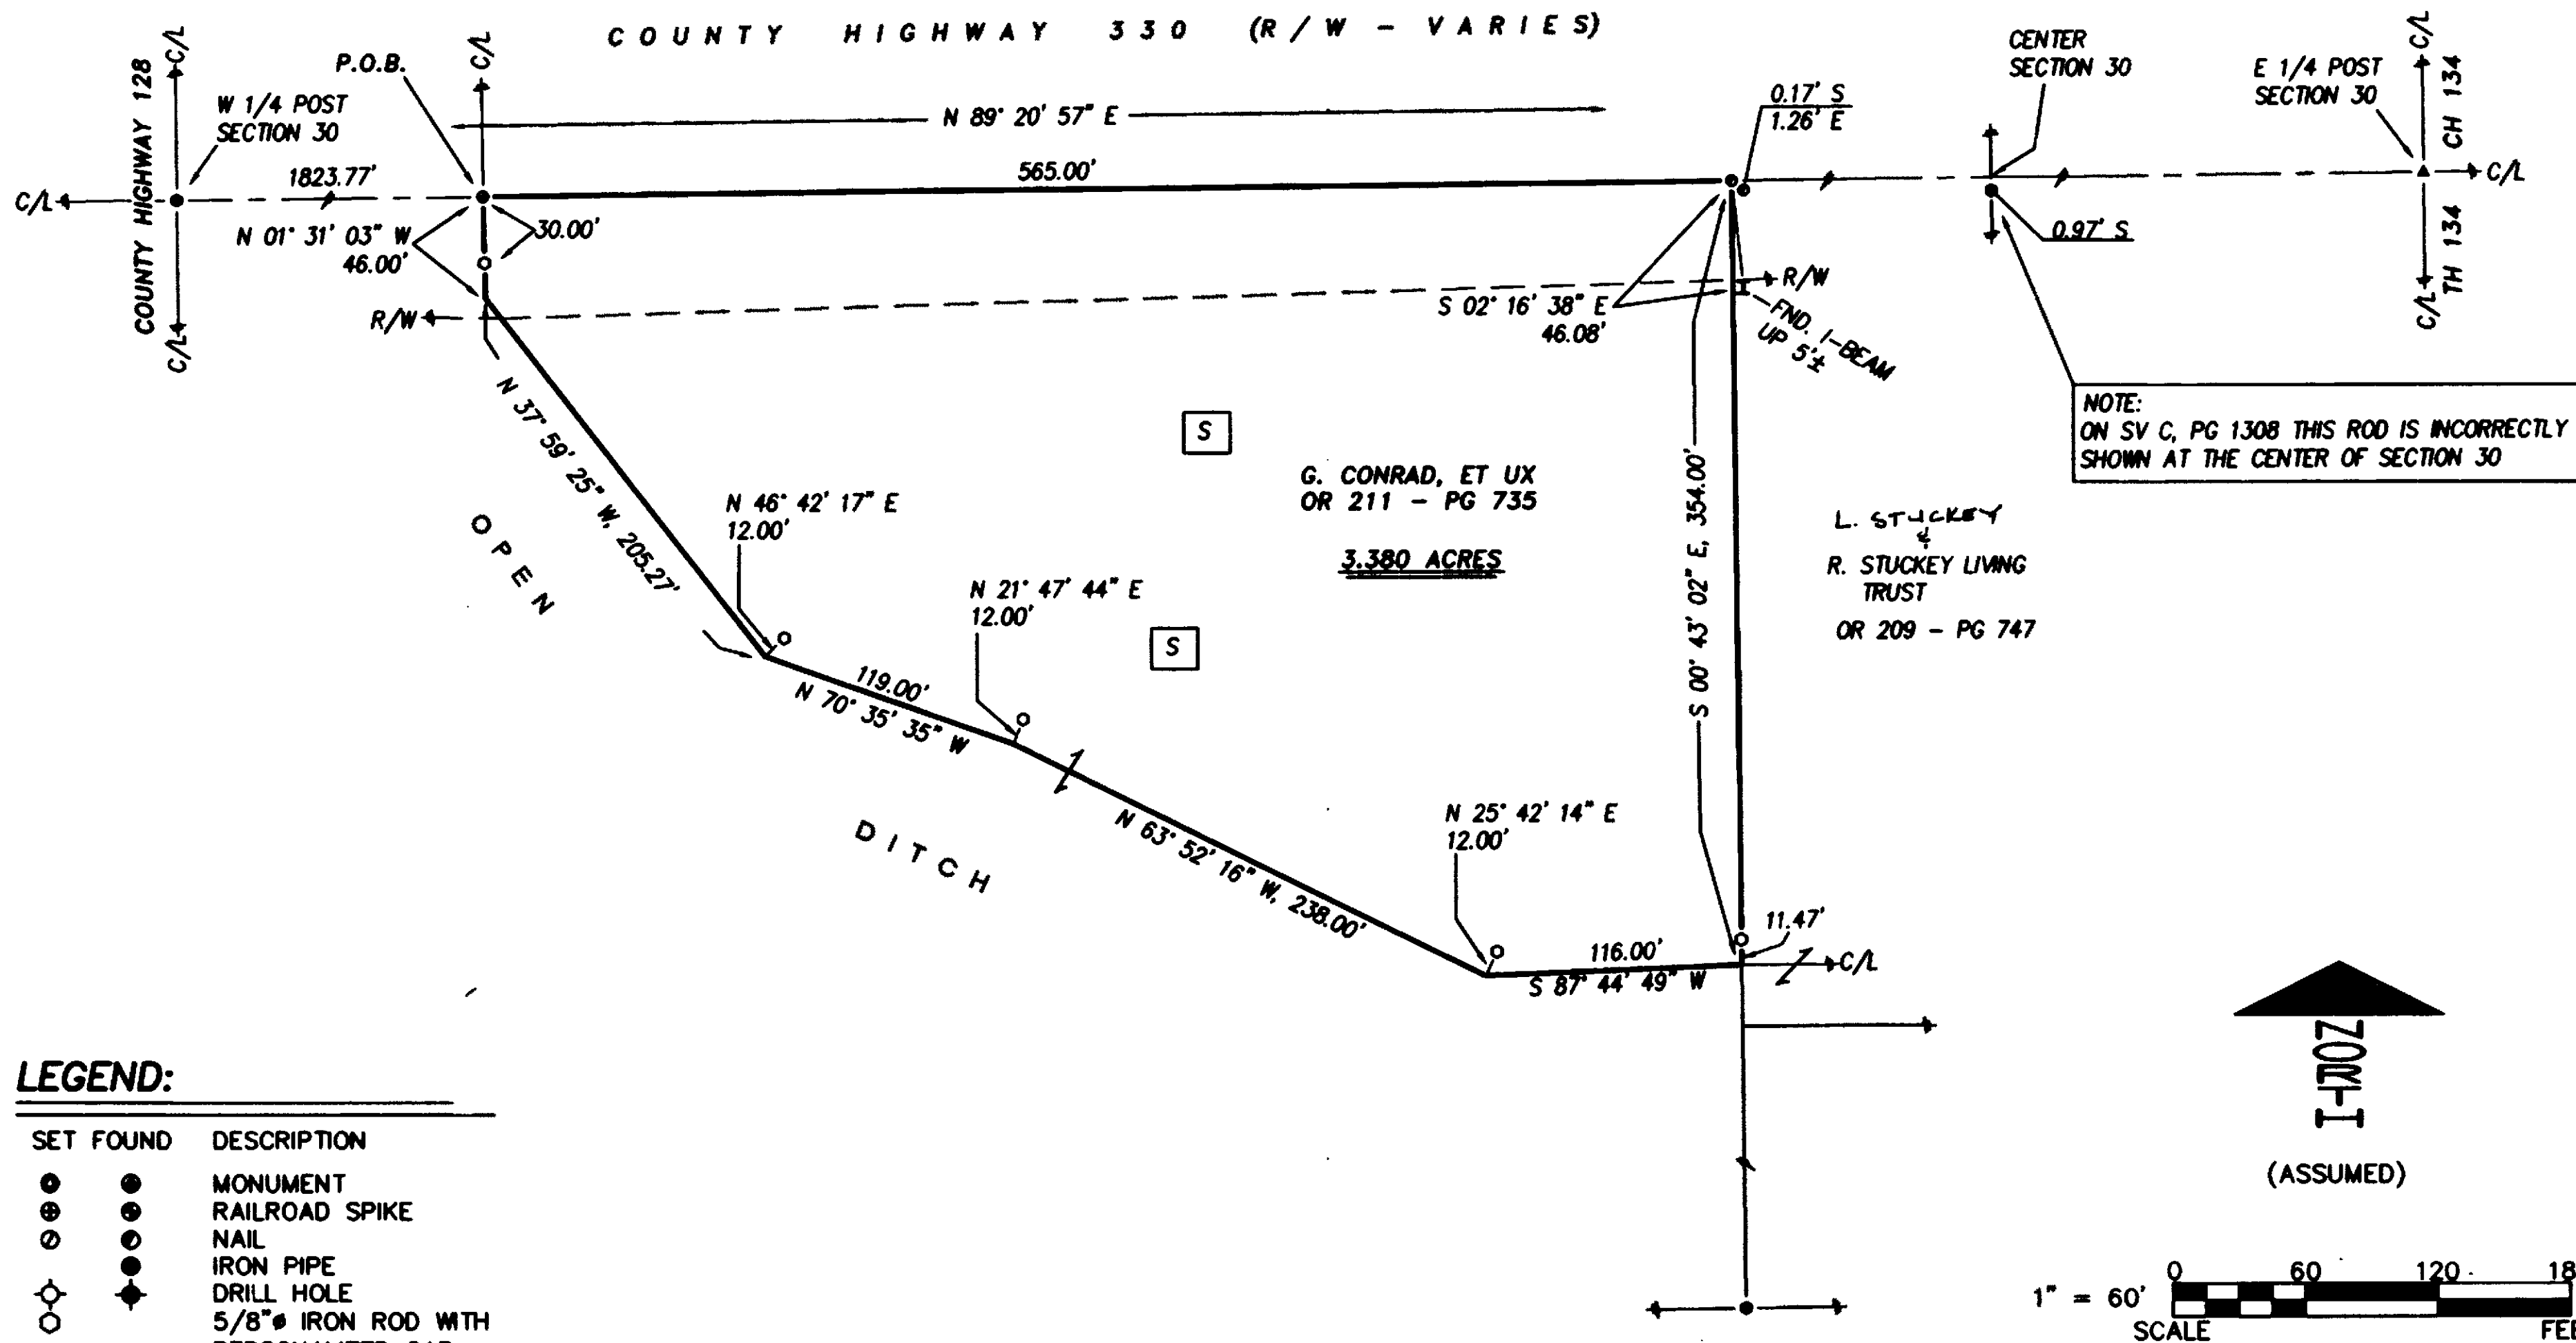 COUNTY HIGHWAY 330 (R/W - VARIES)
C/L
C/L
C/L
COUNTY HIGHWAY 128
P.O.B.
W 1/4 POST
SECTION 30
N 89° 20' 57" E
0.17' S
1.26' E
CENTER
SECTION 30
E 1/4 POST
SECTION 30
CH 134
1823.77'
565.00'
C/L
C/L
N 01° 31' 03" W
46.00'
30.00'
0.97' S
TH 134
C/L
C/L
R/W
R/W
S 02° 16' 38" E
46.08'
FND. I-BEAM
UP 5'±
NOTE:
ON SV C, PG 1308 THIS ROD IS INCORRECTLY
SHOWN AT THE CENTER OF SECTION 30
N 37° 59' 25" W, 205.27'
S
G. CONRAD, ET UX
OR 211 - PG 735
3.380 ACRES
S 00° 43' 02" E, 354.00'
L. STUCKEY
&
R. STUCKEY LIVING
TRUST
OR 209 - PG 747
OPEN
N 46° 42' 17" E
12.00'
N 21° 47' 44" E
12.00'
S
119.00'
N 70° 35' 35" W
DITCH
N 63° 52' 16" W, 238.00'
N 25° 42' 14" E
12.00'
11.47'
116.00'
S 87° 44' 49" W
C/L
NORTH
(ASSUMED)
LEGEND:
SET FOUND DESCRIPTION
MONUMENT
RAILROAD SPIKE
NAIL
IRON PIPE
DRILL HOLE
5/8"ø IRON ROD WITH
0 60 120 18
1" = 60'
SCALE